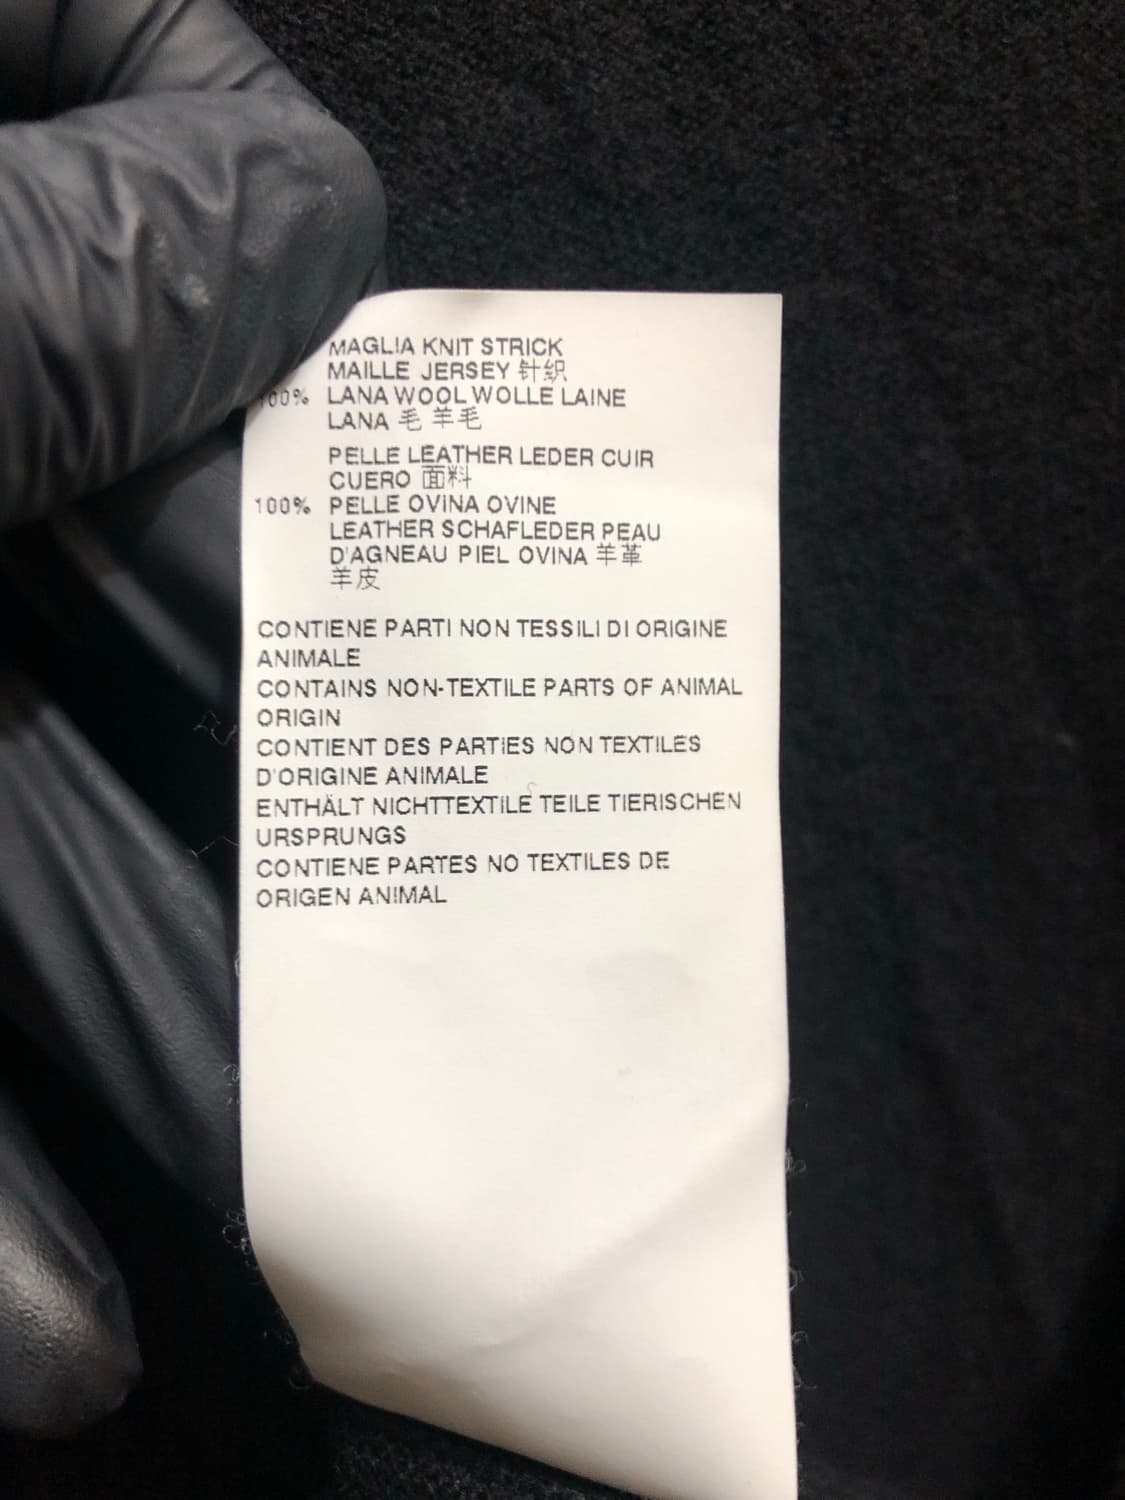 MAGLIA KNIT STRICK
MAILLE JERSEY 针织
100% LANA WOOL WOLLE LAINE
LANA 毛 羊毛
PELLE LEATHER LEDER CUIR
CUERO 面料
100% PELLE OVINA OVINE
LEATHER SCHAFLEDER PEAU
D'AGNEAU PIEL OVINA 羊革
羊皮
CONTIENE PARTI NON TESSILI DI ORIGINE
ANIMALE
CONTAINS NON-TEXTILE PARTS OF ANIMAL
ORIGIN
CONTIENT DES PARTIES NON TEXTILES
D'ORIGINE ANIMALE
ENTHÄLT NICHTTEXTILE TEILE TIERISCHEN
URSPRUNGS
CONTIENE PARTES NO TEXTILES DE
ORIGEN ANIMAL